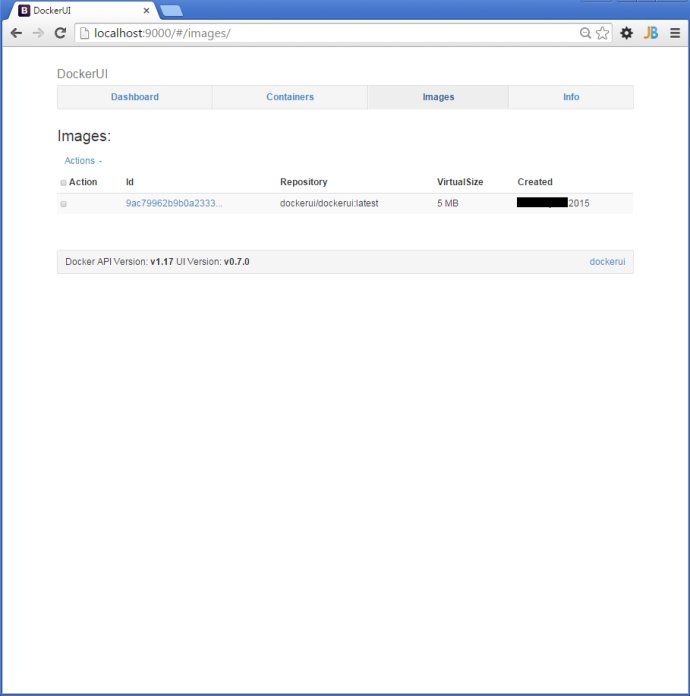 B DockerUI
localhost:9000/#/images/
JB
DockerUI
Dashboard Containers Images Info
Images:
Actions
Action Id Repository VirtualSize Created
9ac79962b9b0a2333... dockerui/dockerui:latest 5 MB 2015
Docker API Version: v1.17 UI Version: v0.7.0 dockerui